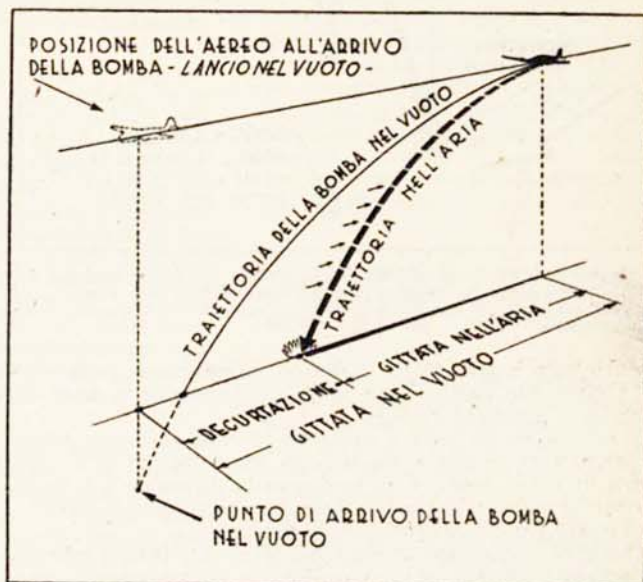 POSIZIONE DELL'AEREO ALL'ARRIVO
DELLA BOMBA - LANCIO NEL VUOTO -
TRAIETTORIA DELLA BOMBA NEL VUOTO
TRAIETTORIA NELL'ARIA
DECURTAZIONE GITTATA NELL'ARIA
GITTATA NEL VUOTO
PUNTO DI ARRIVO DELLA BOMBA
NEL VUOTO